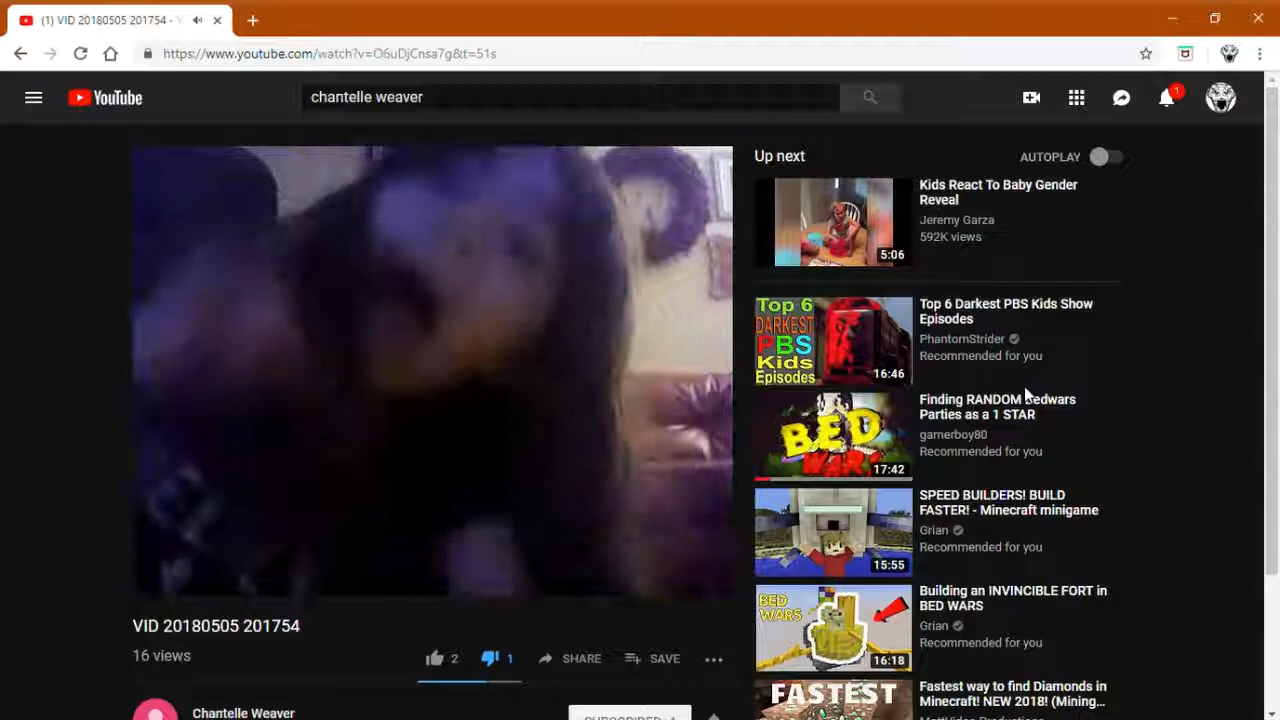 (1) VID 20180505 201754 - Y
https://www.youtube.com/watch?v=O6uDjCnsa7g&t=51s
YouTube
chantelle weaver
1
Up next
AUTOPLAY
5:06
Kids React To Baby Gender
Reveal
Jeremy Garza
592K views
Top 6
DARKEST
PBS
Kids
Episodes
16:46
Top 6 Darkest PBS Kids Show
Episodes
PhantomStrider
Recommended for you
BED
WARS
17:42
Finding RANDOM Bedwars
Parties as a 1 STAR
gamerboy80
Recommended for you
15:55
SPEED BUILDERS! BUILD
FASTER! - Minecraft minigame
Grian
Recommended for you
BED
WARS
16:18
Building an INVINCIBLE FORT in
BED WARS
Grian
Recommended for you
FASTEST
Fastest way to find Diamonds in
Minecraft! NEW 2018! (Mining...
VID 20180505 201754
16 views
2
1
SHARE
SAVE
Chantelle Weaver
SUBSCRIBED 4